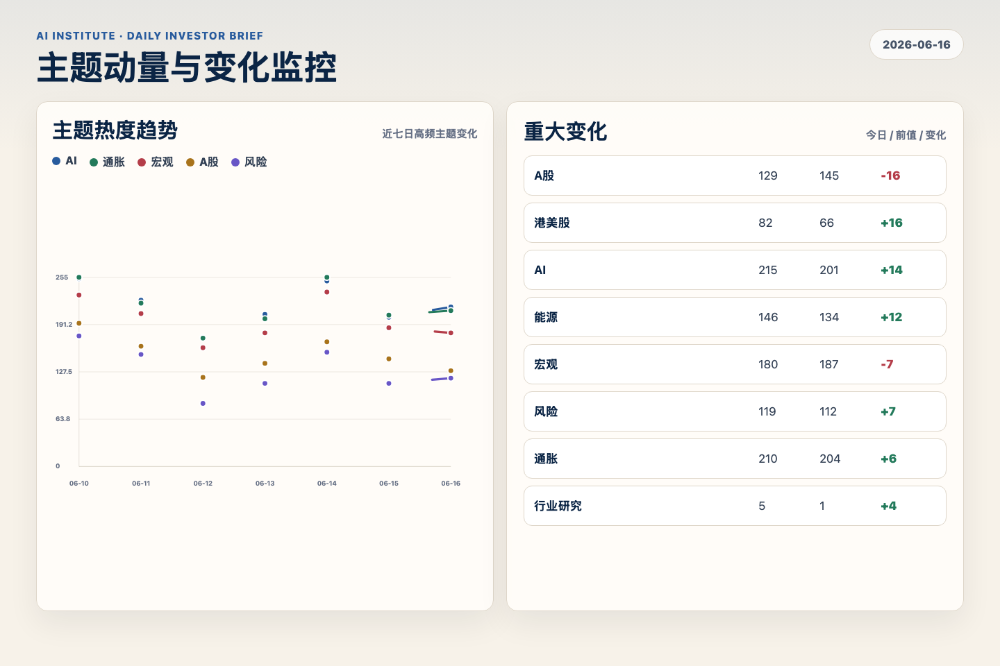 AI INSTITUTE · DAILY INVESTOR BRIEF
主题动量与变化监控
2026-06-16
主题热度趋势
近七日高频主题变化
AI 通胀 宏观 A股 风险
255
191.2
127.5
63.8
0
06-10 06-11 06-12 06-13 06-14 06-15 06-16
重大变化
今日 / 前值 / 变化
A股 129 145 -16
港美股 82 66 +16
AI 215 201 +14
能源 146 134 +12
宏观 180 187 -7
风险 119 112 +7
通胀 210 204 +6
行业研究 5 1 +4